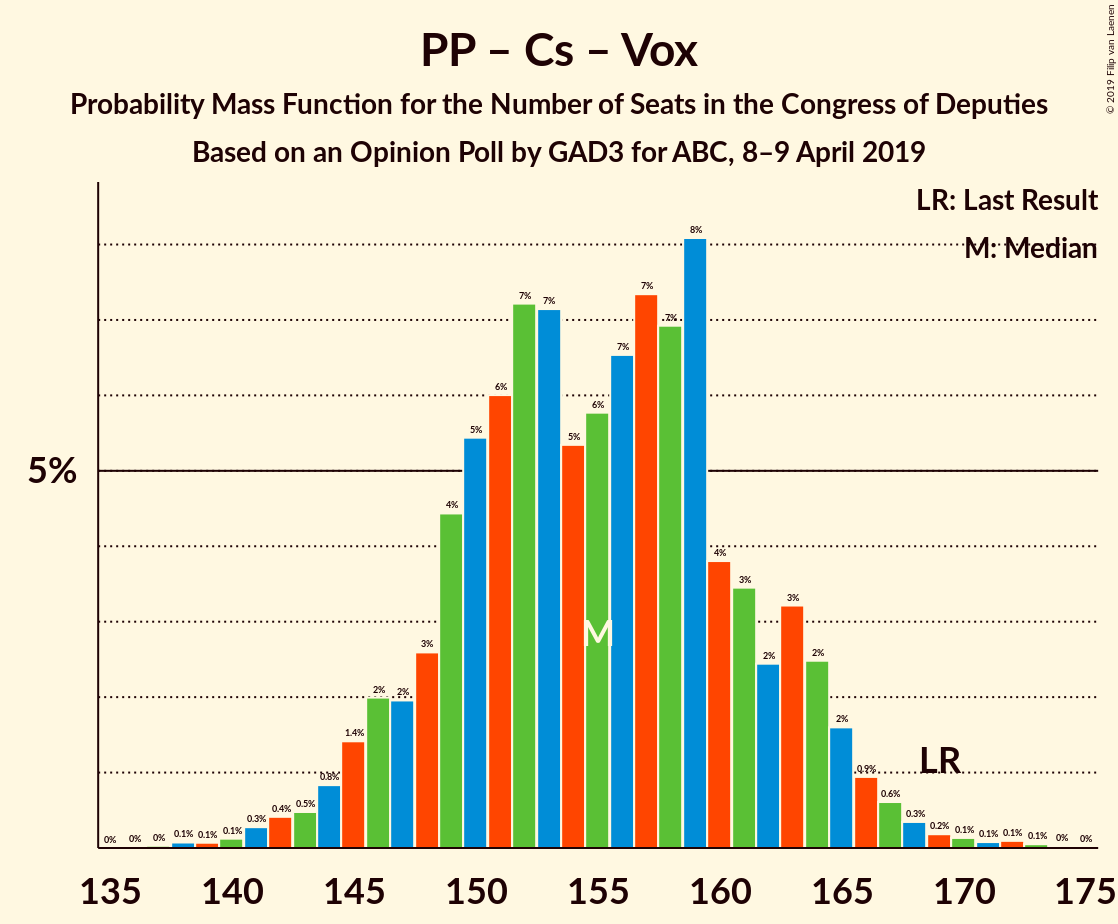 PP – Cs – Vox
Probability Mass Function for the Number of Seats in the Congress of Deputies
Based on an Opinion Poll by GAD3 for ABC, 8–9 April 2019
© 2019 Filip van Laenen
LR: Last Result
M: Median
5%
0% 0% 0% 0.1% 0.1% 0.1% 0.3% 0.4% 0.5% 0.8% 1.4% 2% 2% 3% 4% 5% 6% 7% 7% 5% 6% 7% 7% 7% 8% 4% 3% 2% 3% 2% 2% 0.9% 0.6% 0.3% 0.2% 0.1% 0.1% 0.1% 0.1% 0% 0%
M
LR
135 140 145 150 155 160 165 170 175